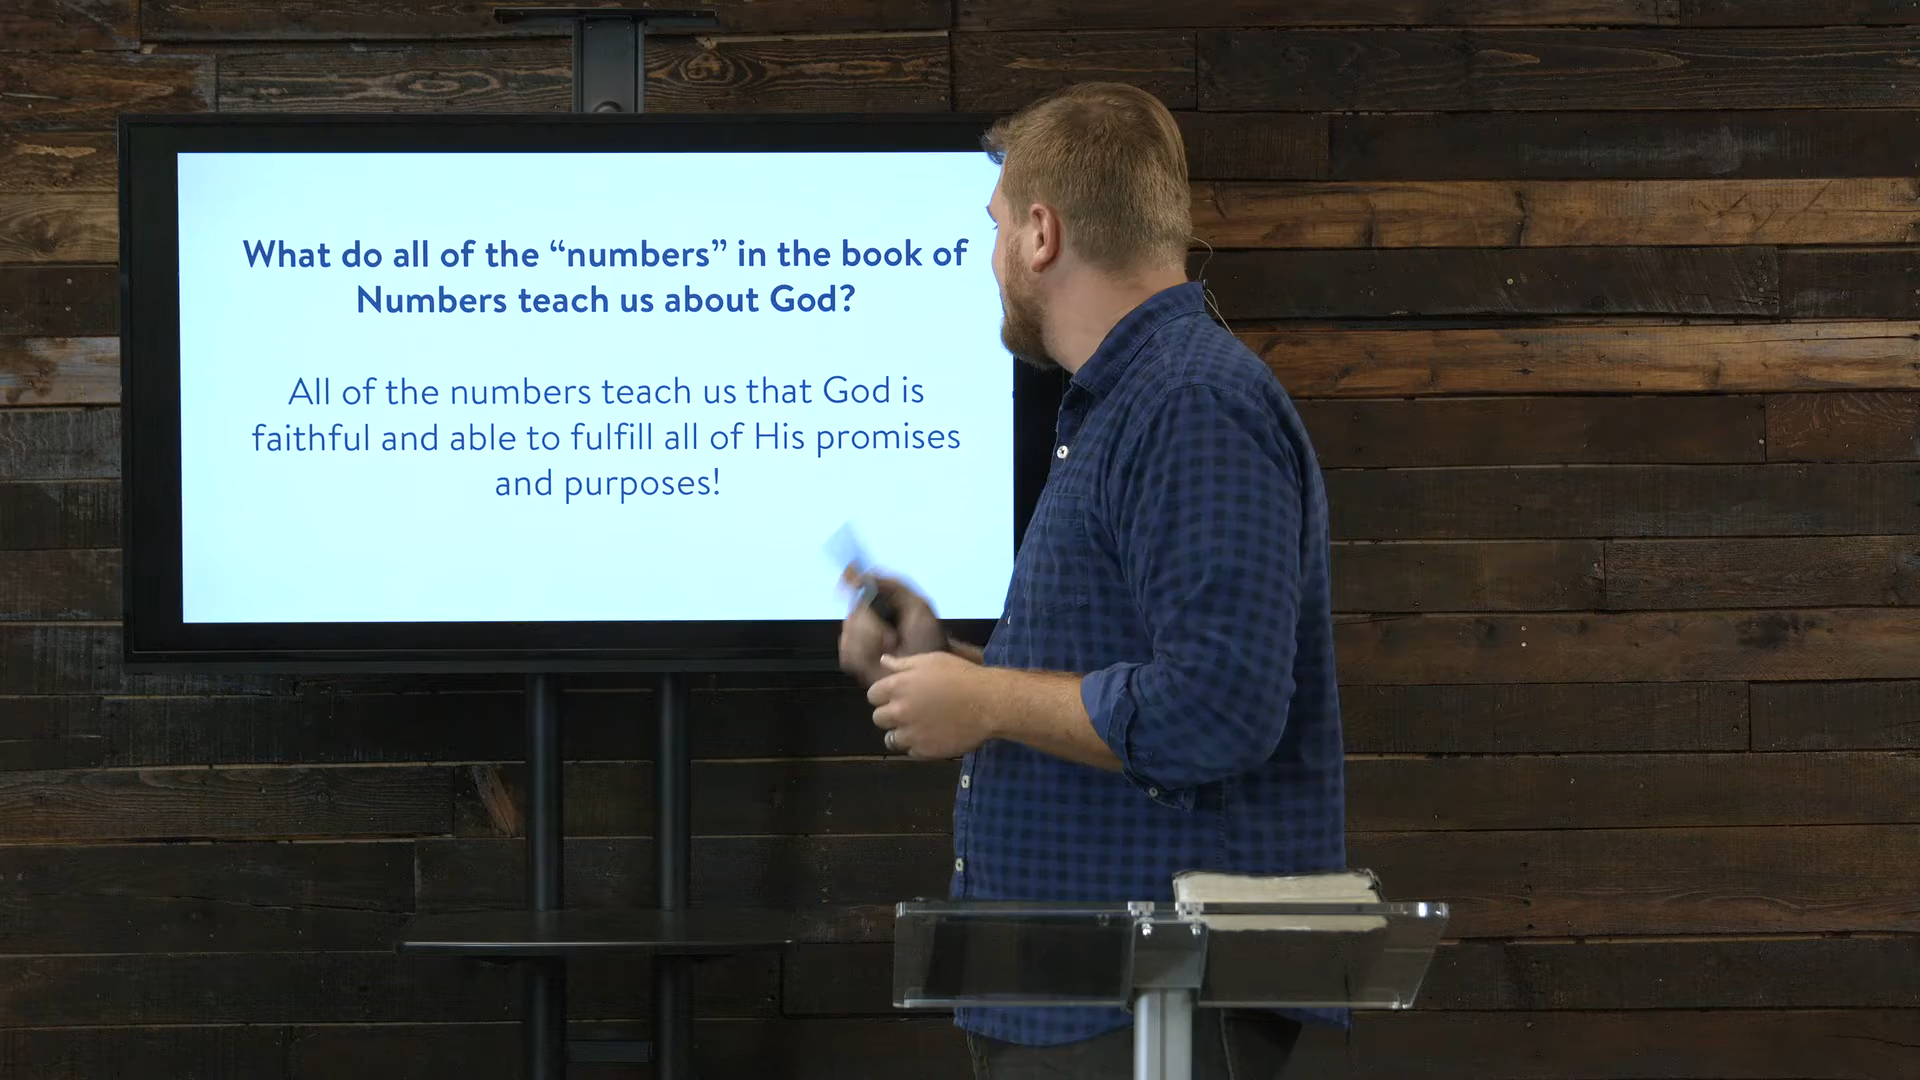 What do all of the “numbers” in the book of
Numbers teach us about God?
All of the numbers teach us that God is
faithful and able to fulfill all of His promises
and purposes!